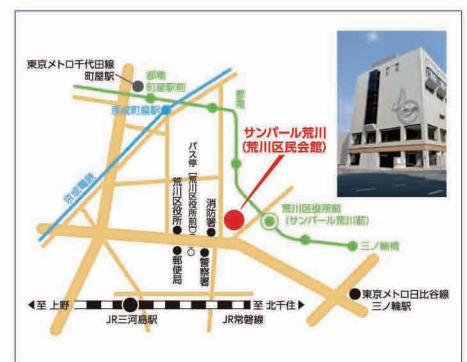 東京メトロ千代田線
町屋駅
都電
町屋駅前
京成町屋駅
都電
サンパール荒川
(荒川区民会館)
京成電鉄
バス停[荒川区役所前]
荒川区役所
消防署
荒川区役所前
(サンパール荒川前)
三ノ輪橋
郵便局
警察署
東京メトロ日比谷線
三ノ輪駅
至 上野
至 北千住
JR三河島駅
JR常磐線